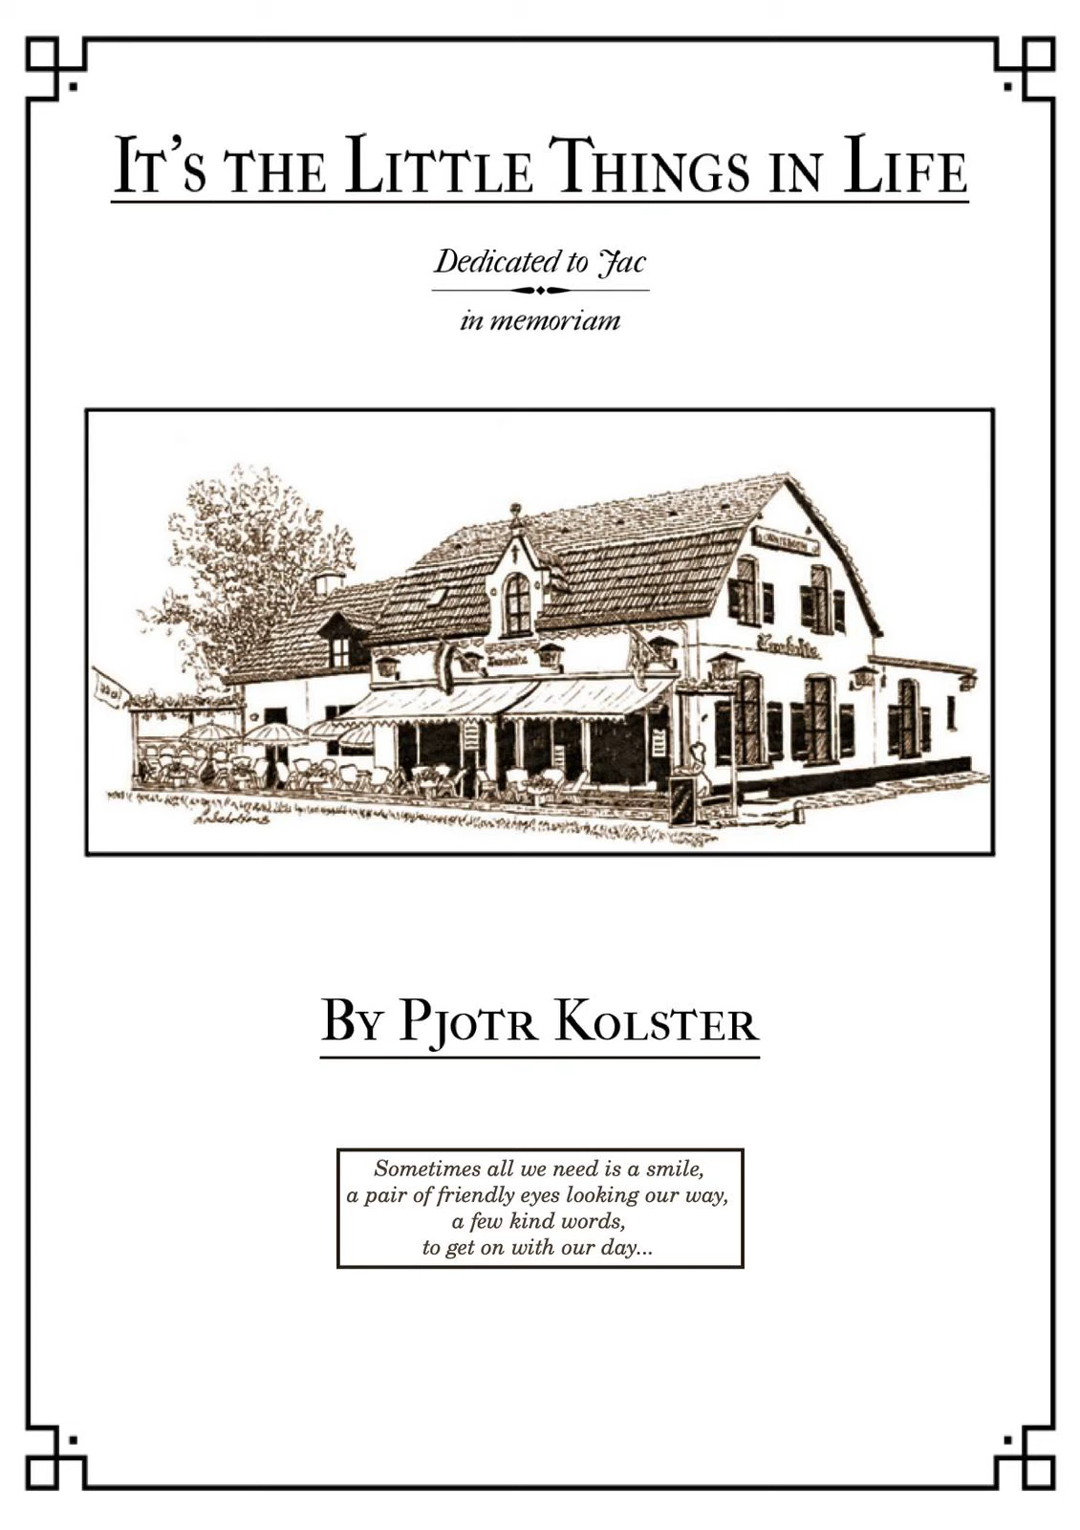 It's the Little Things in Life
Dedicated to Jac
in memoriam
By Pjotr Kolster
Sometimes all we need is a smile,
a pair of friendly eyes looking our way,
a few kind words,
to get on with our day...